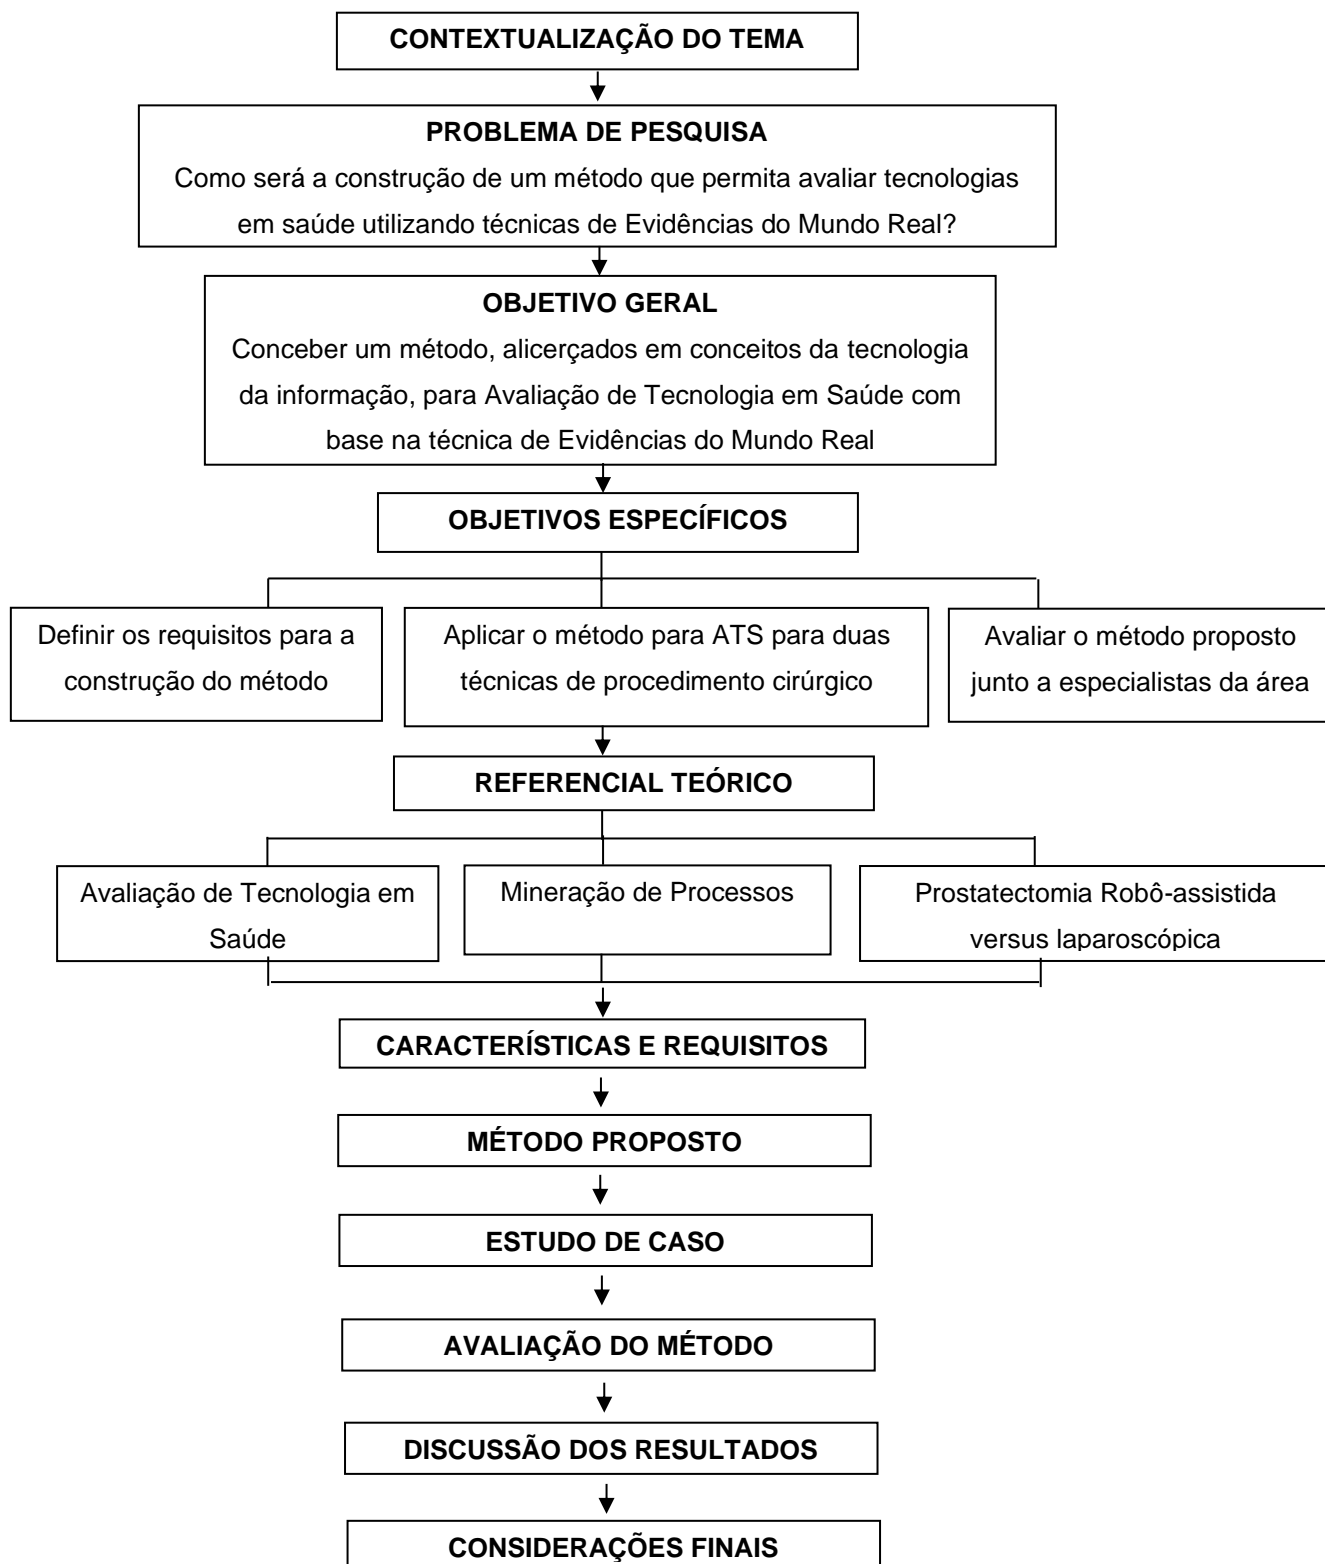 CONTEXTUALIZAÇÃO DO TEMA
PROBLEMA DE PESQUISA
Como será a construção de um método que permita avaliar tecnologias
em saúde utilizando técnicas de Evidências do Mundo Real?
OBJETIVO GERAL
Conceber um método, alicerçados em conceitos da tecnologia
da informação, para Avaliação de Tecnologia em Saúde com
base na técnica de Evidências do Mundo Real
OBJETIVOS ESPECÍFICOS
Definir os requisitos para a
construção do método
Aplicar o método para ATS para duas
técnicas de procedimento cirúrgico
Avaliar o método proposto
junto a especialistas da área
REFERENCIAL TEÓRICO
Avaliação de Tecnologia em
Saúde
Mineração de Processos
Prostatectomia Robô-assistida
versus laparoscópica
CARACTERÍSTICAS E REQUISITOS
MÉTODO PROPOSTO
ESTUDO DE CASO
AVALIAÇÃO DO MÉTODO
DISCUSSÃO DOS RESULTADOS
CONSIDERAÇÕES FINAIS